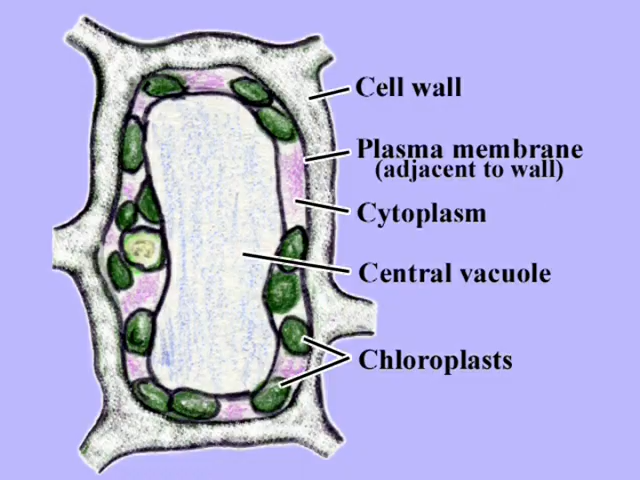 Cell wall
Plasma membrane
(adjacent to wall)
Cytoplasm
Central vacuole
Chloroplasts